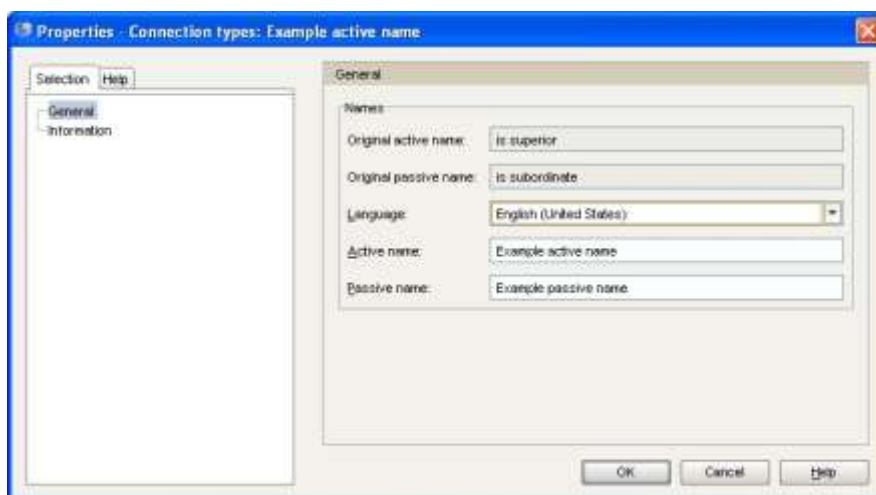 Properties - Connection types: Example active name
Selection Help
General
Information
General
Names
Original active name: is superior
Original passive name: is subordinate
Language: English (United States)
Active name: Example active name
Passive name: Example passive name
OK Cancel Help